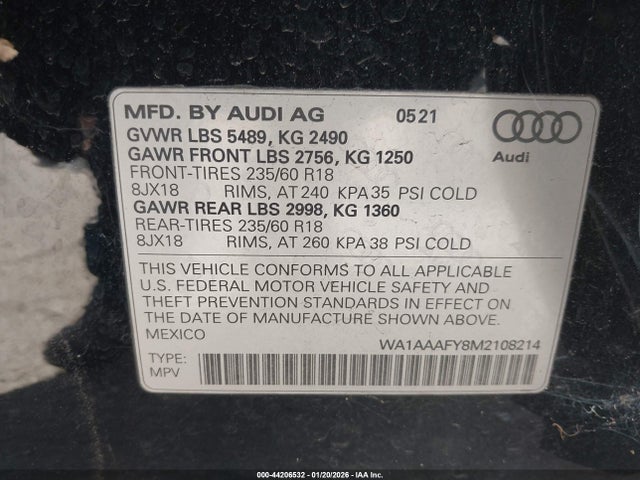 MFD. BY AUDI AG 0521
GVWR LBS 5489, KG 2490
GAWR FRONT LBS 2756, KG 1250
FRONT-TIRES 235/60 R18
8JX18 RIMS, AT 240 KPA 35 PSI COLD
GAWR REAR LBS 2998, KG 1360
REAR-TIRES 235/60 R18
8JX18 RIMS, AT 260 KPA 38 PSI COLD
Audi
THIS VEHICLE CONFORMS TO ALL APPLICABLE
U.S. FEDERAL MOTOR VEHICLE SAFETY AND
THEFT PREVENTION STANDARDS IN EFFECT ON
THE DATE OF MANUFACTURE SHOWN ABOVE.
MEXICO WA1AAAFY8M2108214
TYPE:
MPV
000-44206532 - 01/20/2026 - IAA Inc.